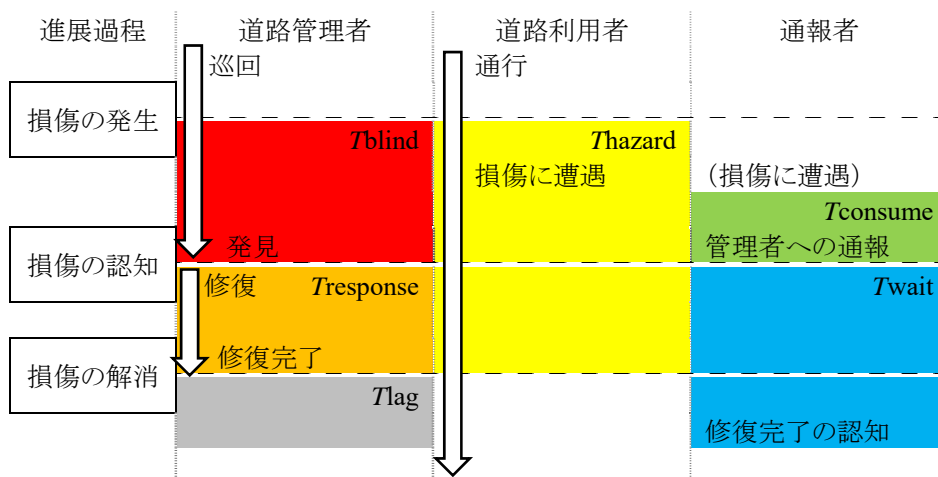 進展過程
道路管理者
道路利用者
通報者
巡回
通行
損傷の発生
Tblind
Thazard
損傷に遭遇
（損傷に遭遇）
Tconsume
発見
管理者への通報
損傷の認知
修復
Tresponse
Twait
修復完了
損傷の解消
Tlag
修復完了の認知